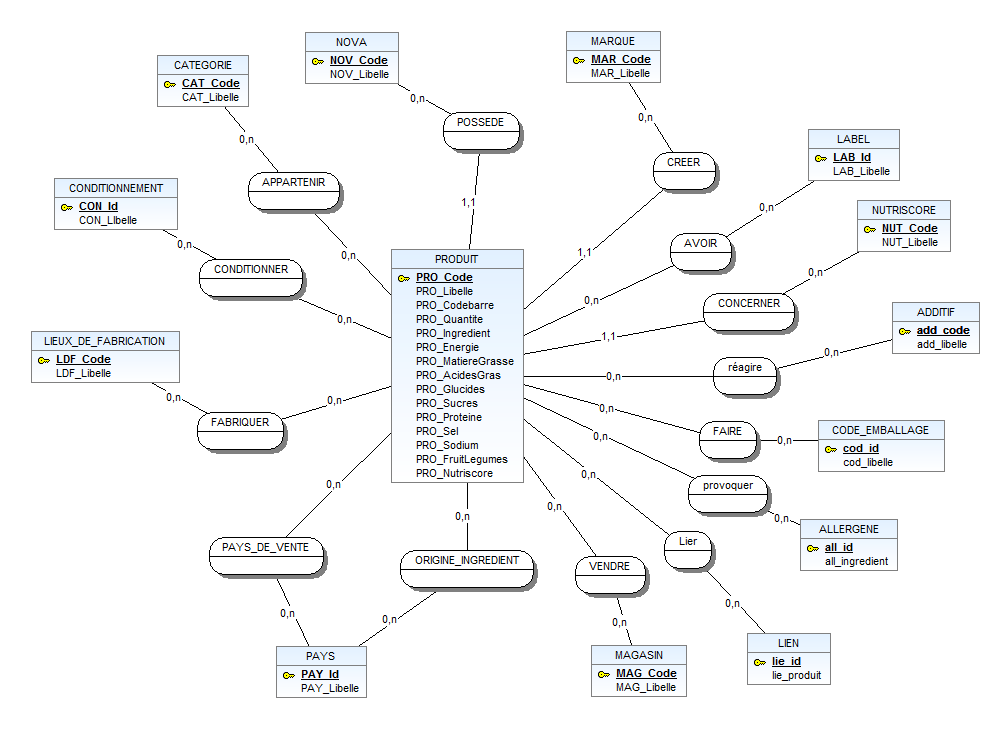 NOVA
NOV_Code
NOV_Libelle
MARQUE
MAR_Code
MAR_Libelle
CATEGORIE
CAT_Code
CAT_Libelle
0,n
POSSEDE
0,n
CREER
0,n
APPARTENIR
LABEL
LAB_Id
LAB_Libelle
CONDITIONNEMENT
CON_Id
CON_LIbelle
1,1
0,n
NUTRISCORE
NUT_Code
NUT_Libelle
0,n
CONDITIONNER
0,n
1,1
AVOIR
0,n
0,n
CONCERNER
0,n
PRODUIT
PRO_Code
PRO_Libelle
PRO_Codebarre
PRO_Quantite
PRO_Ingredient
PRO_Energie
PRO_MatiereGrasse
PRO_AcidesGras
PRO_Glucides
PRO_Sucres
PRO_Proteine
PRO_Sel
PRO_Sodium
PRO_FruitLegumes
PRO_Nutriscore
1,1
ADDITIF
add_code
add_libelle
LIEUX_DE_FABRICATION
LDF_Code
LDF_Libelle
0,n
réagire
0,n
0,n
FABRIQUER
0,n
0,n
FAIRE
0,n
CODE_EMBALLAGE
cod_id
cod_libelle
0,n
provoquer
0,n
ALLERGENE
all_id
all_ingredient
0,n
PAYS_DE_VENTE
0,n
0,n
ORIGINE_INGREDIENT
0,n
0,n
VENDRE
0,n
0,n
Lier
0,n
PAYS
PAY_Id
PAY_Libelle
MAGASIN
MAG_Code
MAG_Libelle
LIEN
lie_id
lie_produit